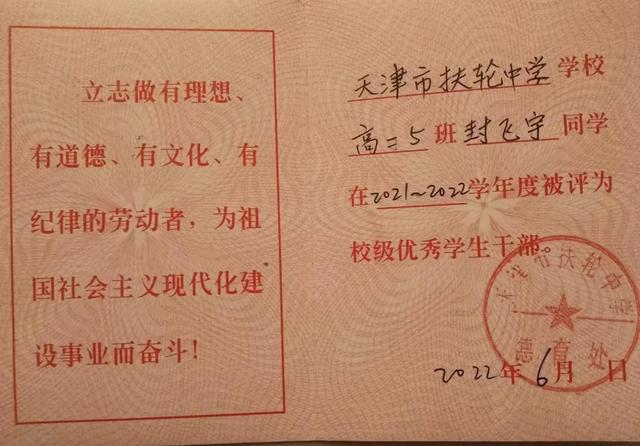 立志做有理想、
有道德、有文化、有
纪律的劳动者，为祖
国社会主义现代化建
设事业而奋斗！
天津市扶轮中学学校
高二5班封飞宇同学
在2021~2022学年度被评为
校级优秀学生干部。
天津市扶轮中学
德育处
2022年6月 日